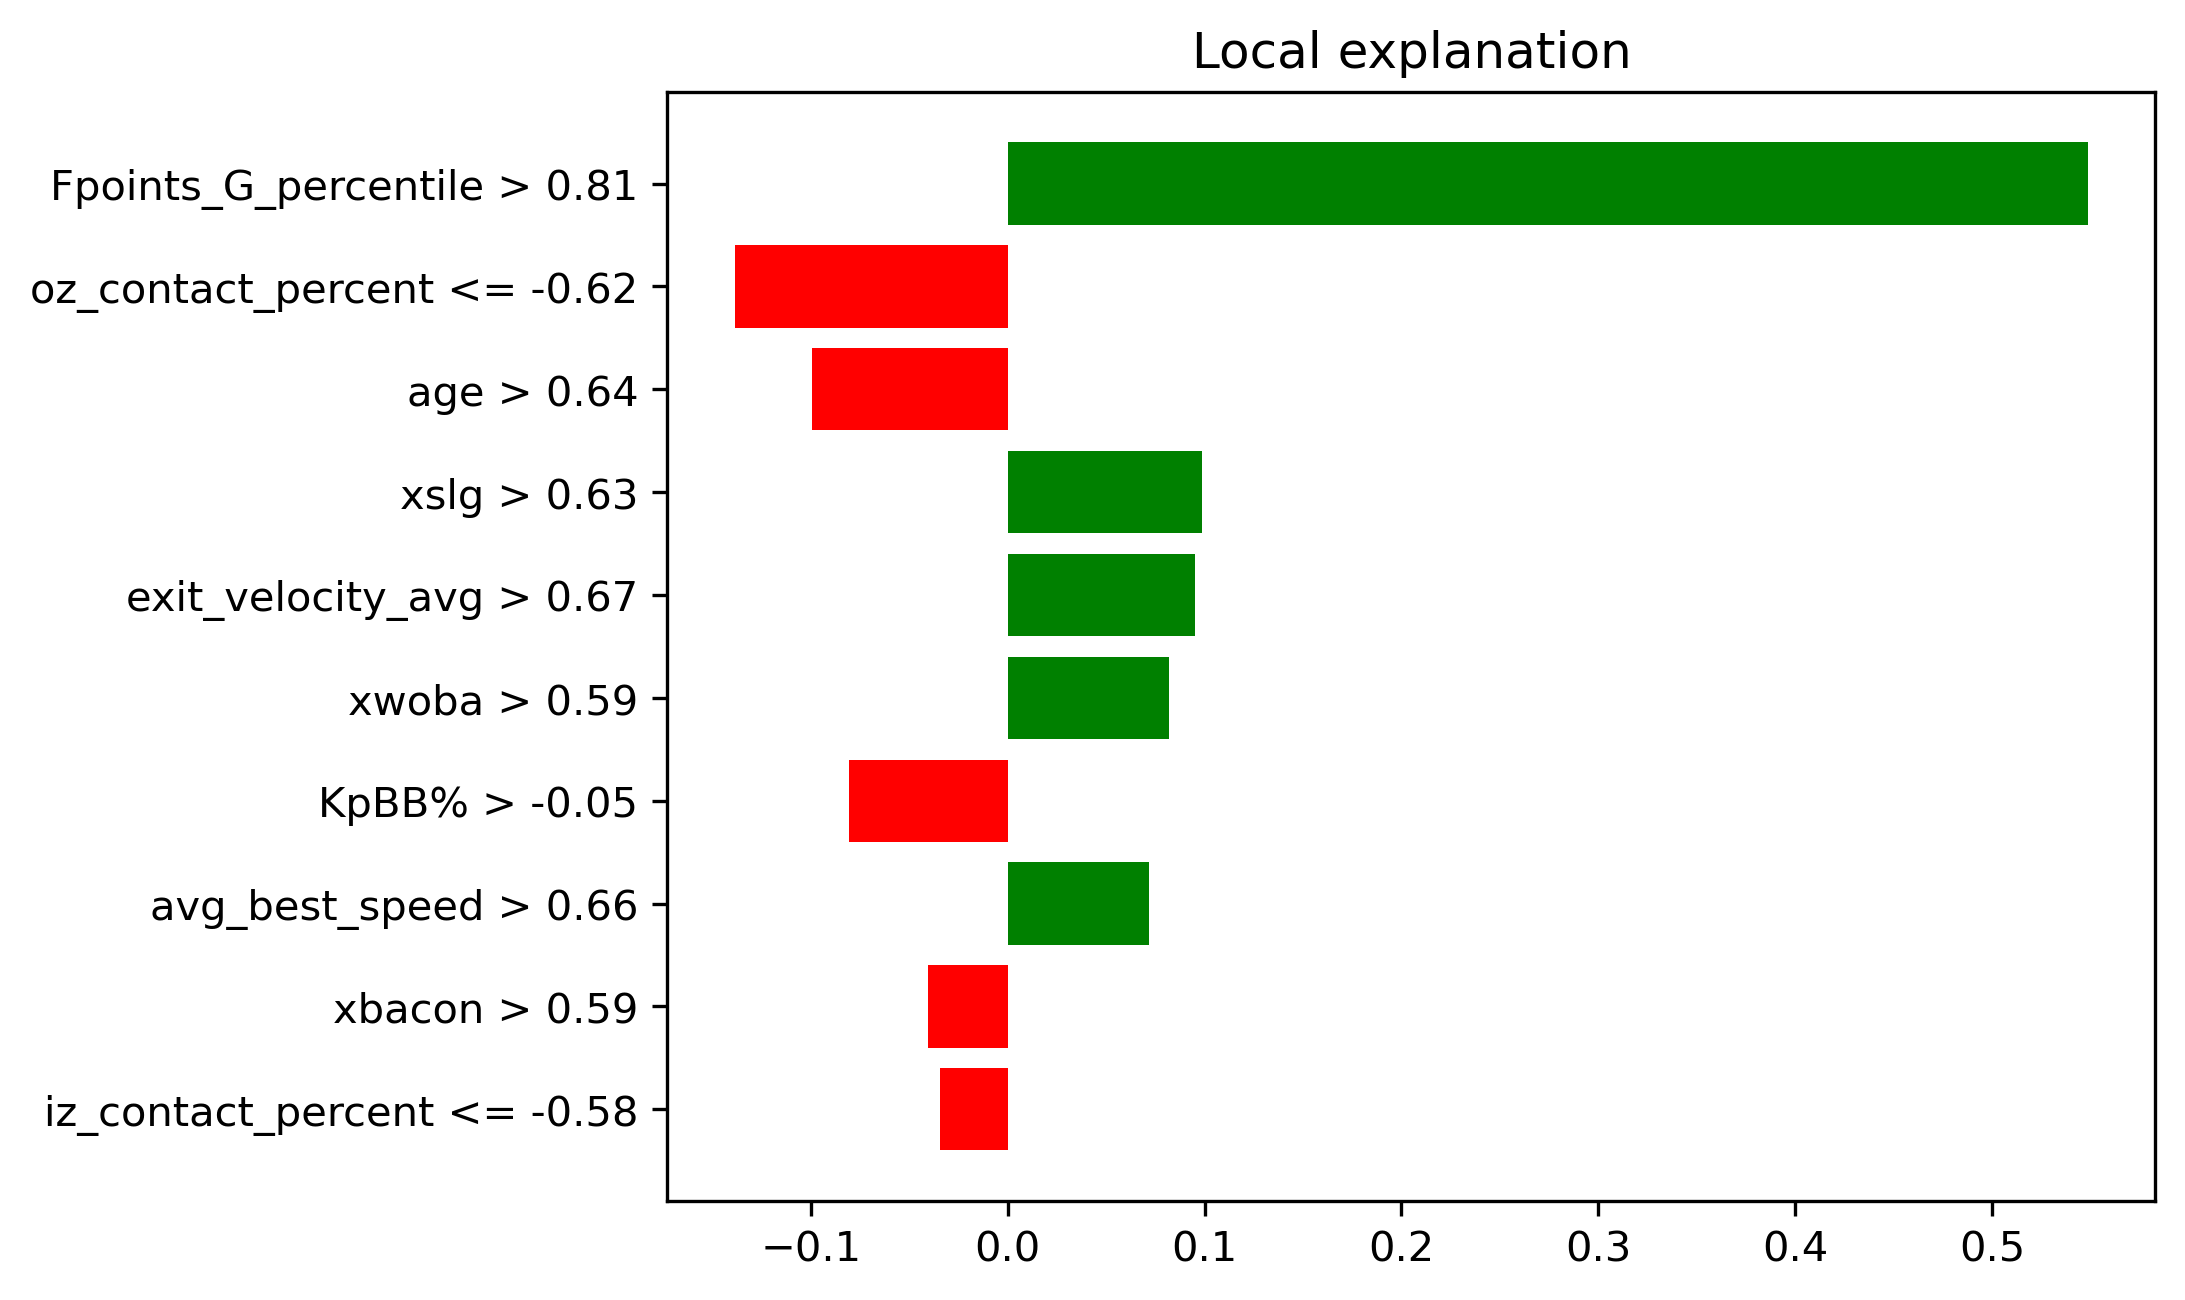 Local explanation
Fpoints_G_percentile > 0.81
oz_contact_percent <= -0.62
age > 0.64
xslg > 0.63
exit_velocity_avg > 0.67
xwoba > 0.59
KpBB% > -0.05
avg_best_speed > 0.66
xbacon > 0.59
iz_contact_percent <= -0.58
−0.1 0.0 0.1 0.2 0.3 0.4 0.5